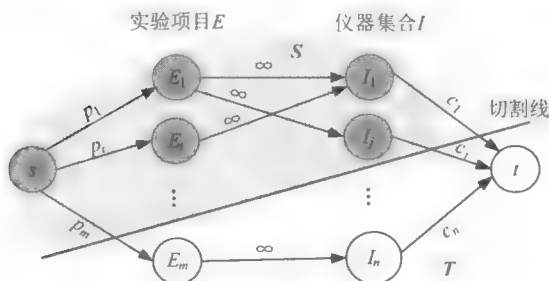 实验项目E 仪器集合I
E₁ ∞ S I₁
p₁ ∞ c₁ 切割线
s pᵢ Eᵢ ∞ Iⱼ cⱼ t
⋮ ⋮
pₘ Eₘ ∞ Iₙ cₙ T